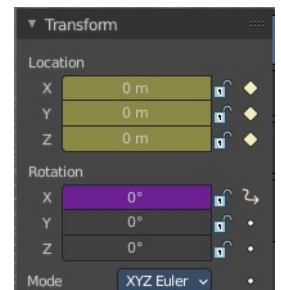 Transform
Location
X 0 m
Y 0 m
Z 0 m
Rotation
X 0°
Y 0°
Z 0°
Mode XYZ Euler